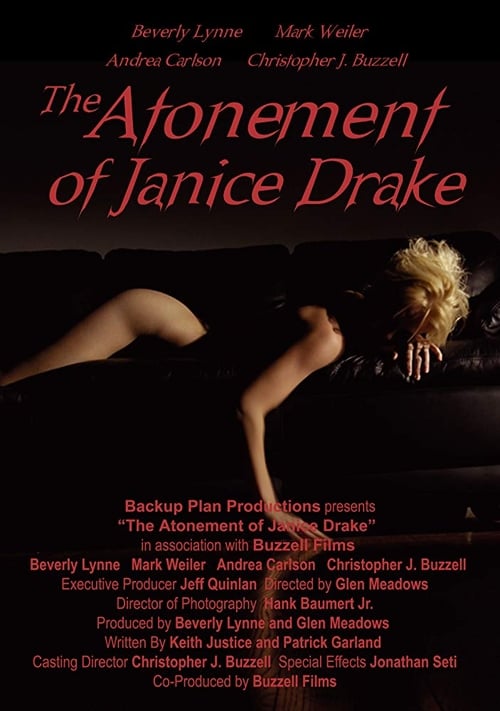 Beverly Lynne Mark Weiler
Andrea Carlson Christopher J. Buzzell
The Atonement
of Janice Drake
Backup Plan Productions presents
“The Atonement of Janice Drake”
in association with Buzzell Films
Beverly Lynne Mark Weiler Andrea Carlson Christopher J. Buzzell
Executive Producer Jeff Quinlan Directed by Glen Meadows
Director of Photography Hank Baumert Jr.
Produced by Beverly Lynne and Glen Meadows
Written By Keith Justice and Patrick Garland
Casting Director Christopher J. Buzzell Special Effects Jonathan Seti
Co-Produced by Buzzell Films